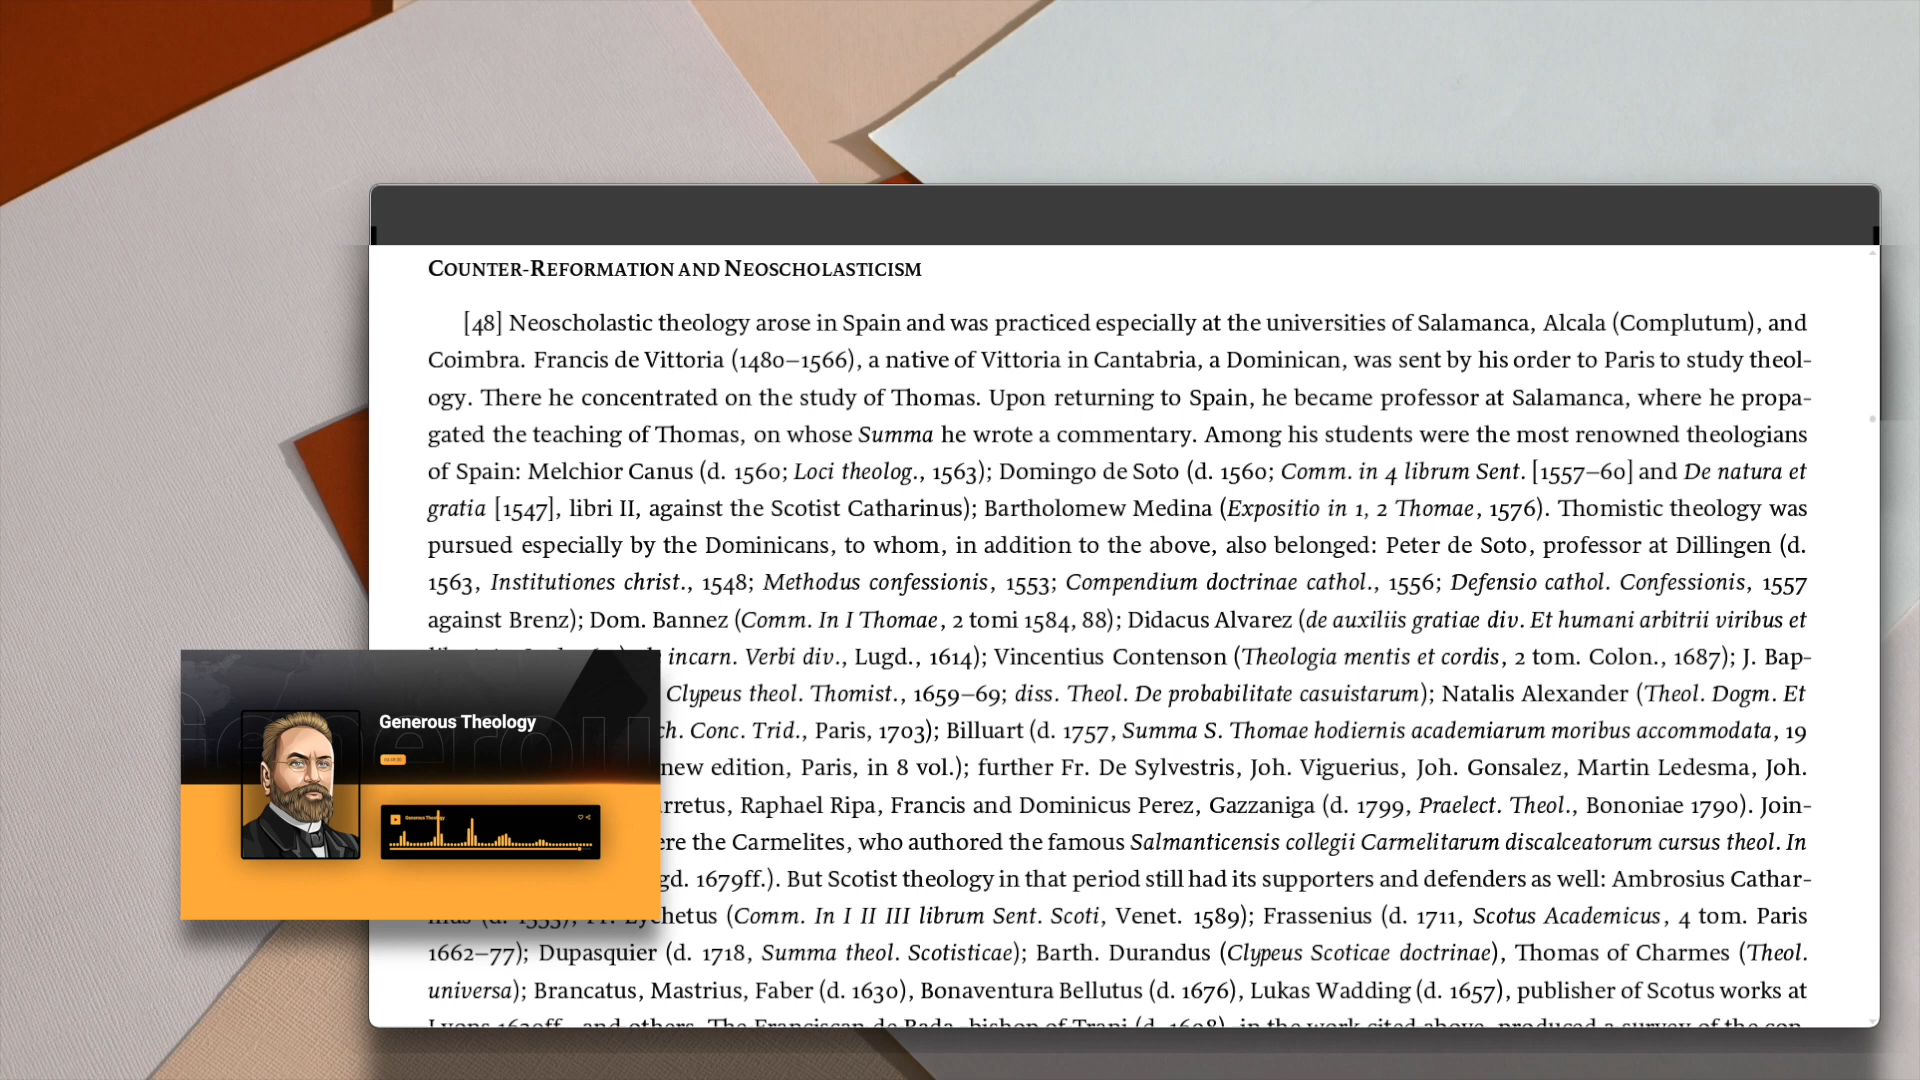 COUNTER-REFORMATION AND NEOSCHOLASTICISM
[48] Neoscholastic theology arose in Spain and was practiced especially at the universities of Salamanca, Alcala (Complutum), and
Coimbra. Francis de Vittoria (1480–1566), a native of Vittoria in Cantabria, a Dominican, was sent by his order to Paris to study theol-
ogy. There he concentrated on the study of Thomas. Upon returning to Spain, he became professor at Salamanca, where he propa-
gated the teaching of Thomas, on whose Summa he wrote a commentary. Among his students were the most renowned theologians
of Spain: Melchior Canus (d. 1560; Loci theolog., 1563); Domingo de Soto (d. 1560; Comm. in 4 librum Sent. [1557–60] and De natura et
gratia [1547], libri II, against the Scotist Catharinus); Bartholomew Medina (Expositio in 1, 2 Thomae, 1576). Thomistic theology was
pursued especially by the Dominicans, to whom, in addition to the above, also belonged: Peter de Soto, professor at Dillingen (d.
1563, Institutiones christ., 1548; Methodus confessionis, 1553; Compendium doctrinae cathol., 1556; Defensio cathol. Confessionis, 1557
against Brenz); Dom. Bannez (Comm. In I Thomae, 2 tomi 1584, 88); Didacus Alvarez (de auxiliis gratiae div. Et humani arbitrii viribus et
incarn. Verbi div., Lugd., 1614); Vincentius Contenson (Theologia mentis et cordis, 2 tom. Colon., 1687); J. Bap-
Clypeus theol. Thomist., 1659–69; diss. Theol. De probabilitate casuistarum); Natalis Alexander (Theol. Dogm. Et
ch. Conc. Trid., Paris, 1703); Billuart (d. 1757, Summa S. Thomae hodiernis academiarum moribus accommodata, 19
new edition, Paris, in 8 vol.); further Fr. De Sylvestris, Joh. Viguerius, Joh. Gonsalez, Martin Ledesma, Joh.
rretus, Raphael Ripa, Francis and Dominicus Perez, Gazzaniga (d. 1799, Praelect. Theol., Bononiae 1790). Join-
ere the Carmelites, who authored the famous Salmanticensis collegii Carmelitarum discalceatorum cursus theol. In
gd. 1679ff.). But Scotist theology in that period still had its supporters and defenders as well: Ambrosius Cathar-
chetus (Comm. In I II III librum Sent. Scoti, Venet. 1589); Frassenius (d. 1711, Scotus Academicus, 4 tom. Paris
1662–77); Dupasquier (d. 1718, Summa theol. Scotisticae); Barth. Durandus (Clypeus Scoticae doctrinae), Thomas of Charmes (Theol.
universa); Brancatus, Mastrius, Faber (d. 1630), Bonaventura Bellutus (d. 1676), Lukas Wadding (d. 1657), publisher of Scotus works at
Generous Theology
Generous Theology